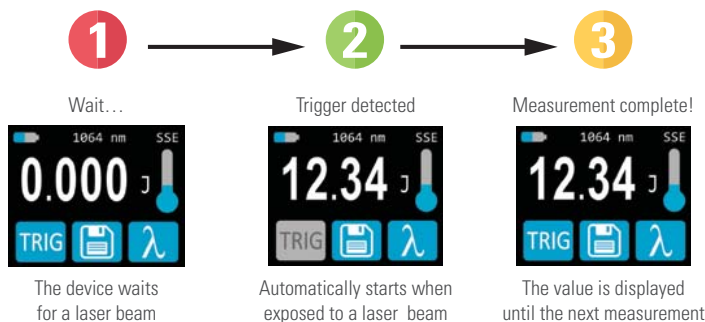 1
2
3
Wait…
Trigger detected
Measurement complete!
1064 nm SSE
0.000 J
TRIG λ
1064 nm SSE
12.34 J
TRIG λ
1064 nm SSE
12.34 J
TRIG λ
The device waits
for a laser beam
Automatically starts when
exposed to a laser beam
The value is displayed
until the next measurement